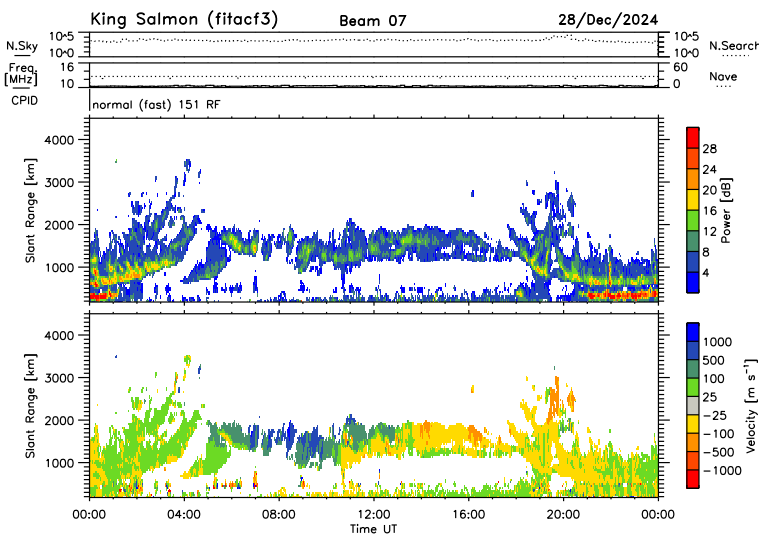 King Salmon (fitacf3) Beam 07 28/Dec/2024
N.Sky 10^5 10^0 10^5 10^0 N.Search
Freq. [MHz] 16 10 60 0 Nave
CPID normal (fast) 151 RF
Slant Range [km] 4000 3000 2000 1000
28 24 20 16 12 8 4 Power [dB]
Slant Range [km] 4000 3000 2000 1000
1000 500 100 25 −25 −100 −500 −1000 Velocity [m s⁻¹]
00:00 04:00 08:00 12:00 16:00 20:00 00:00
Time UT